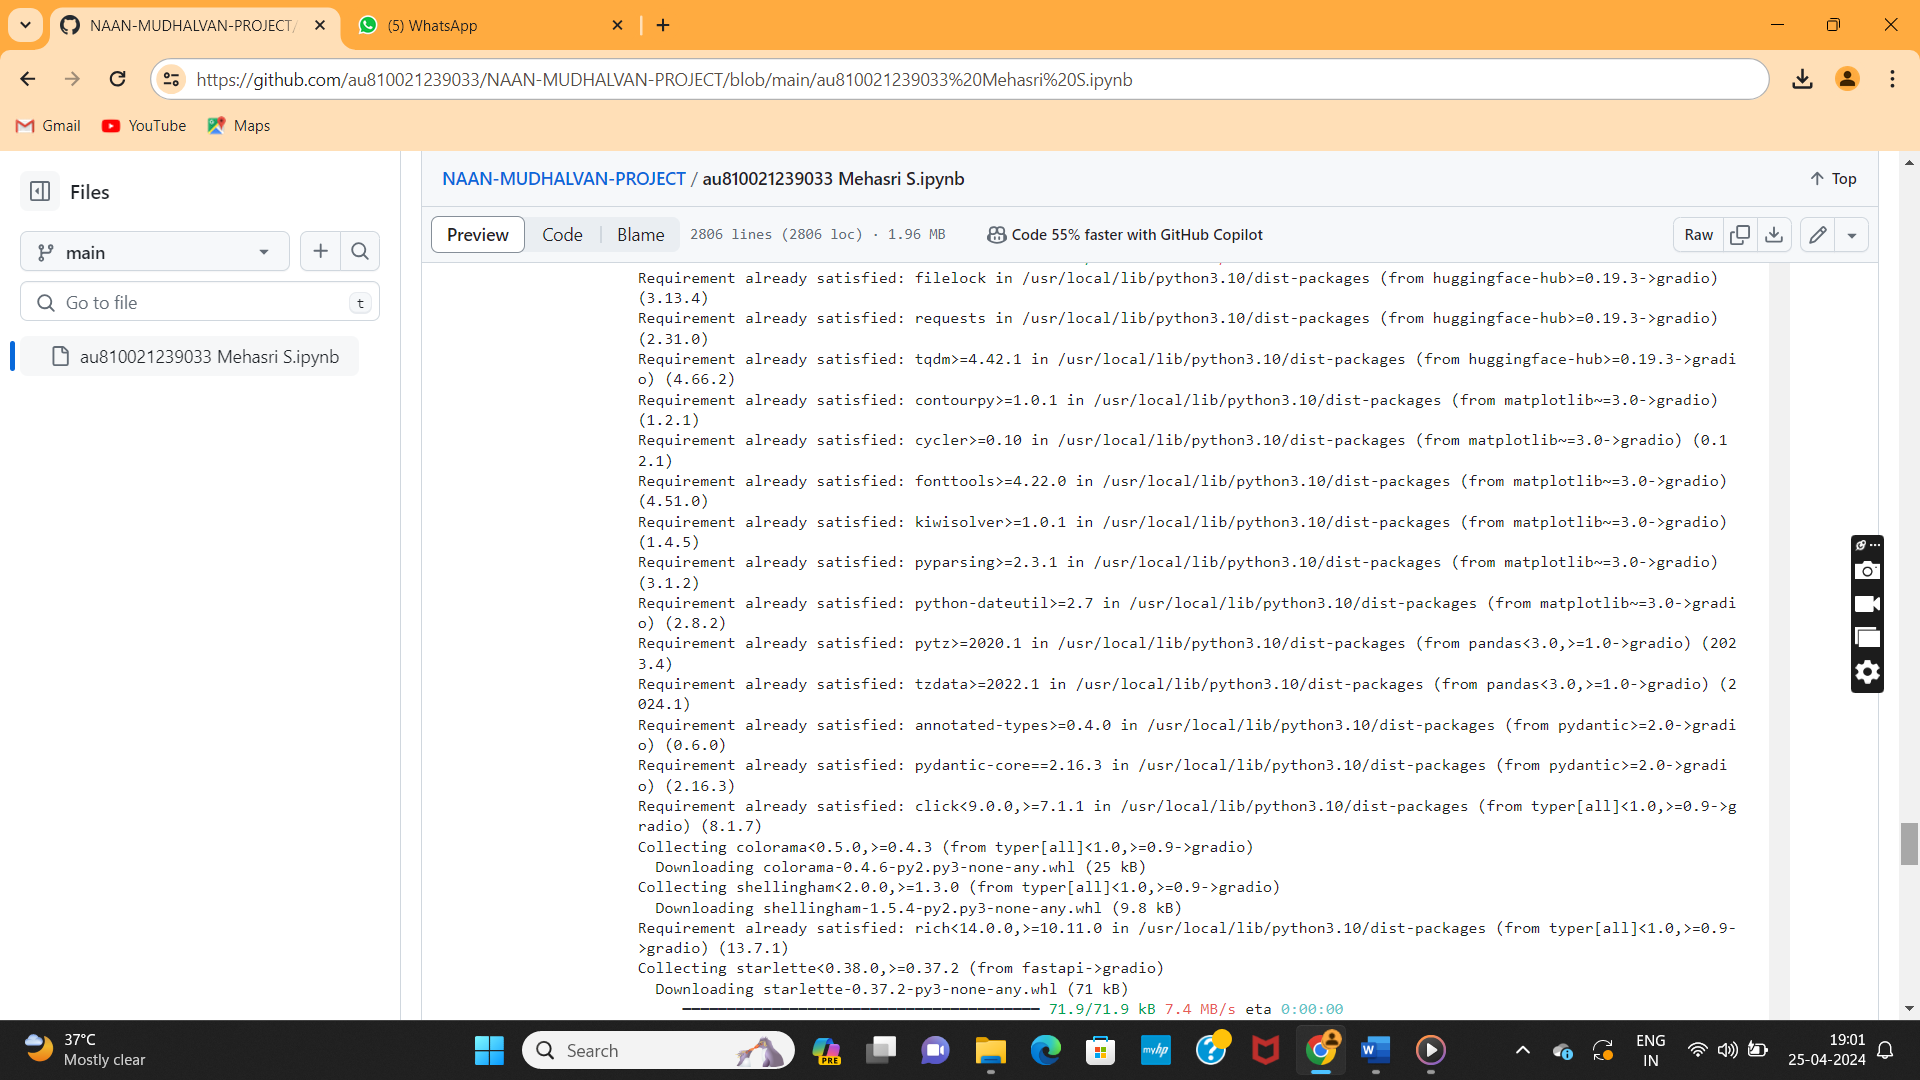 NAAN-MUDHALVAN-PROJECT/
(5) WhatsApp
https://github.com/au810021239033/NAAN-MUDHALVAN-PROJECT/blob/main/au810021239033%20Mehasri%20S.ipynb
Gmail
YouTube
Maps
Files
NAAN-MUDHALVAN-PROJECT / au810021239033 Mehasri S.ipynb
Top
main
Preview
Code
Blame
2806 lines (2806 loc) · 1.96 MB
Code 55% faster with GitHub Copilot
Raw
Go to file
t
au810021239033 Mehasri S.ipynb
Requirement already satisfied: filelock in /usr/local/lib/python3.10/dist-packages (from huggingface-hub>=0.19.3->gradio)
(3.13.4)
Requirement already satisfied: requests in /usr/local/lib/python3.10/dist-packages (from huggingface-hub>=0.19.3->gradio)
(2.31.0)
Requirement already satisfied: tqdm>=4.42.1 in /usr/local/lib/python3.10/dist-packages (from huggingface-hub>=0.19.3->gradi
o) (4.66.2)
Requirement already satisfied: contourpy>=1.0.1 in /usr/local/lib/python3.10/dist-packages (from matplotlib~=3.0->gradio)
(1.2.1)
Requirement already satisfied: cycler>=0.10 in /usr/local/lib/python3.10/dist-packages (from matplotlib~=3.0->gradio) (0.1
2.1)
Requirement already satisfied: fonttools>=4.22.0 in /usr/local/lib/python3.10/dist-packages (from matplotlib~=3.0->gradio)
(4.51.0)
Requirement already satisfied: kiwisolver>=1.0.1 in /usr/local/lib/python3.10/dist-packages (from matplotlib~=3.0->gradio)
(1.4.5)
Requirement already satisfied: pyparsing>=2.3.1 in /usr/local/lib/python3.10/dist-packages (from matplotlib~=3.0->gradio)
(3.1.2)
Requirement already satisfied: python-dateutil>=2.7 in /usr/local/lib/python3.10/dist-packages (from matplotlib~=3.0->gradi
o) (2.8.2)
Requirement already satisfied: pytz>=2020.1 in /usr/local/lib/python3.10/dist-packages (from pandas<3.0,>=1.0->gradio) (202
3.4)
Requirement already satisfied: tzdata>=2022.1 in /usr/local/lib/python3.10/dist-packages (from pandas<3.0,>=1.0->gradio) (2
024.1)
Requirement already satisfied: annotated-types>=0.4.0 in /usr/local/lib/python3.10/dist-packages (from pydantic>=2.0->gradi
o) (0.6.0)
Requirement already satisfied: pydantic-core==2.16.3 in /usr/local/lib/python3.10/dist-packages (from pydantic>=2.0->gradi
o) (2.16.3)
Requirement already satisfied: click<9.0.0,>=7.1.1 in /usr/local/lib/python3.10/dist-packages (from typer[all]<1.0,>=0.9->g
radio) (8.1.7)
Collecting colorama<0.5.0,>=0.4.3 (from typer[all]<1.0,>=0.9->gradio)
Downloading colorama-0.4.6-py2.py3-none-any.whl (25 kB)
Collecting shellingham<2.0.0,>=1.3.0 (from typer[all]<1.0,>=0.9->gradio)
Downloading shellingham-1.5.4-py2.py3-none-any.whl (9.8 kB)
Requirement already satisfied: rich<14.0.0,>=10.11.0 in /usr/local/lib/python3.10/dist-packages (from typer[all]<1.0,>=0.9-
>gradio) (13.7.1)
Collecting starlette<0.38.0,>=0.37.2 (from fastapi->gradio)
Downloading starlette-0.37.2-py3-none-any.whl (71 kB)
71.9/71.9 kB 7.4 MB/s eta 0:00:00
37°C
Mostly clear
Search
PRE
myhp
ENG
IN
19:01
25-04-2024